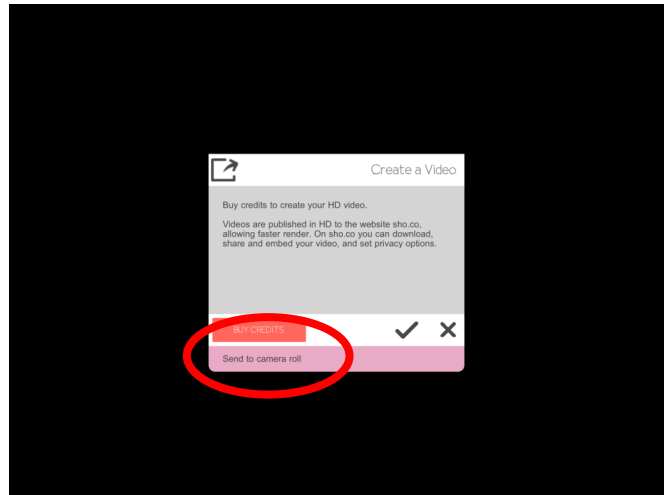 Create a Video
Buy credits to create your HD video.
Videos are published in HD to the website sho.co,
allowing faster render. On sho.co you can download,
share and embed your video, and set privacy options.
BUY CREDITS
Send to camera roll